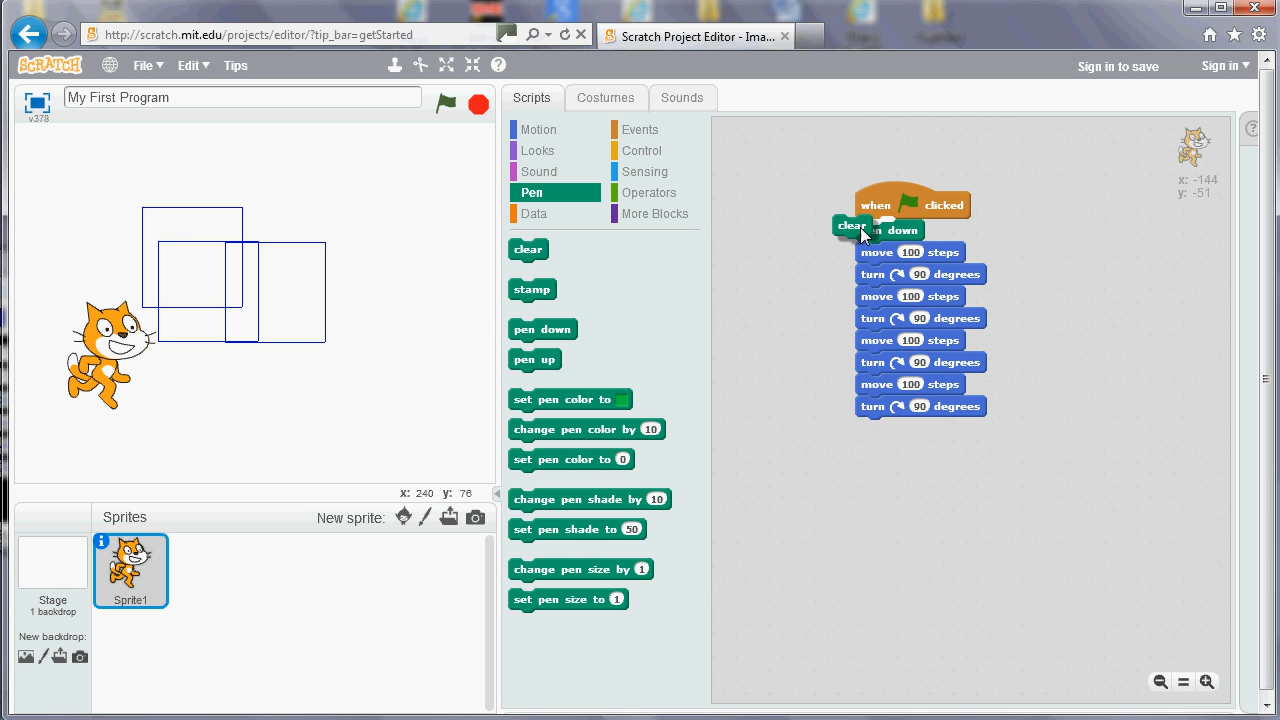 http://scratch.mit.edu/projects/editor/?tip_bar=getStarted
Scratch Project Editor - Ima...
SCRATCH
File
Edit
Tips
Sign in to save
Sign in
My First Program
v378
Scripts
Costumes
Sounds
Motion
Events
Looks
Control
Sound
Sensing
Pen
Operators
Data
More Blocks
clear
stamp
pen down
pen up
set pen color to
change pen color by 10
set pen color to 0
change pen shade by 10
set pen shade to 50
change pen size by 1
set pen size to 1
x: -144
y: -51
when clicked
clear
down
move 100 steps
turn 90 degrees
move 100 steps
turn 90 degrees
move 100 steps
turn 90 degrees
move 100 steps
turn 90 degrees
x: 240 y: 76
Sprites
New sprite:
Sprite1
Stage
1 backdrop
New backdrop: